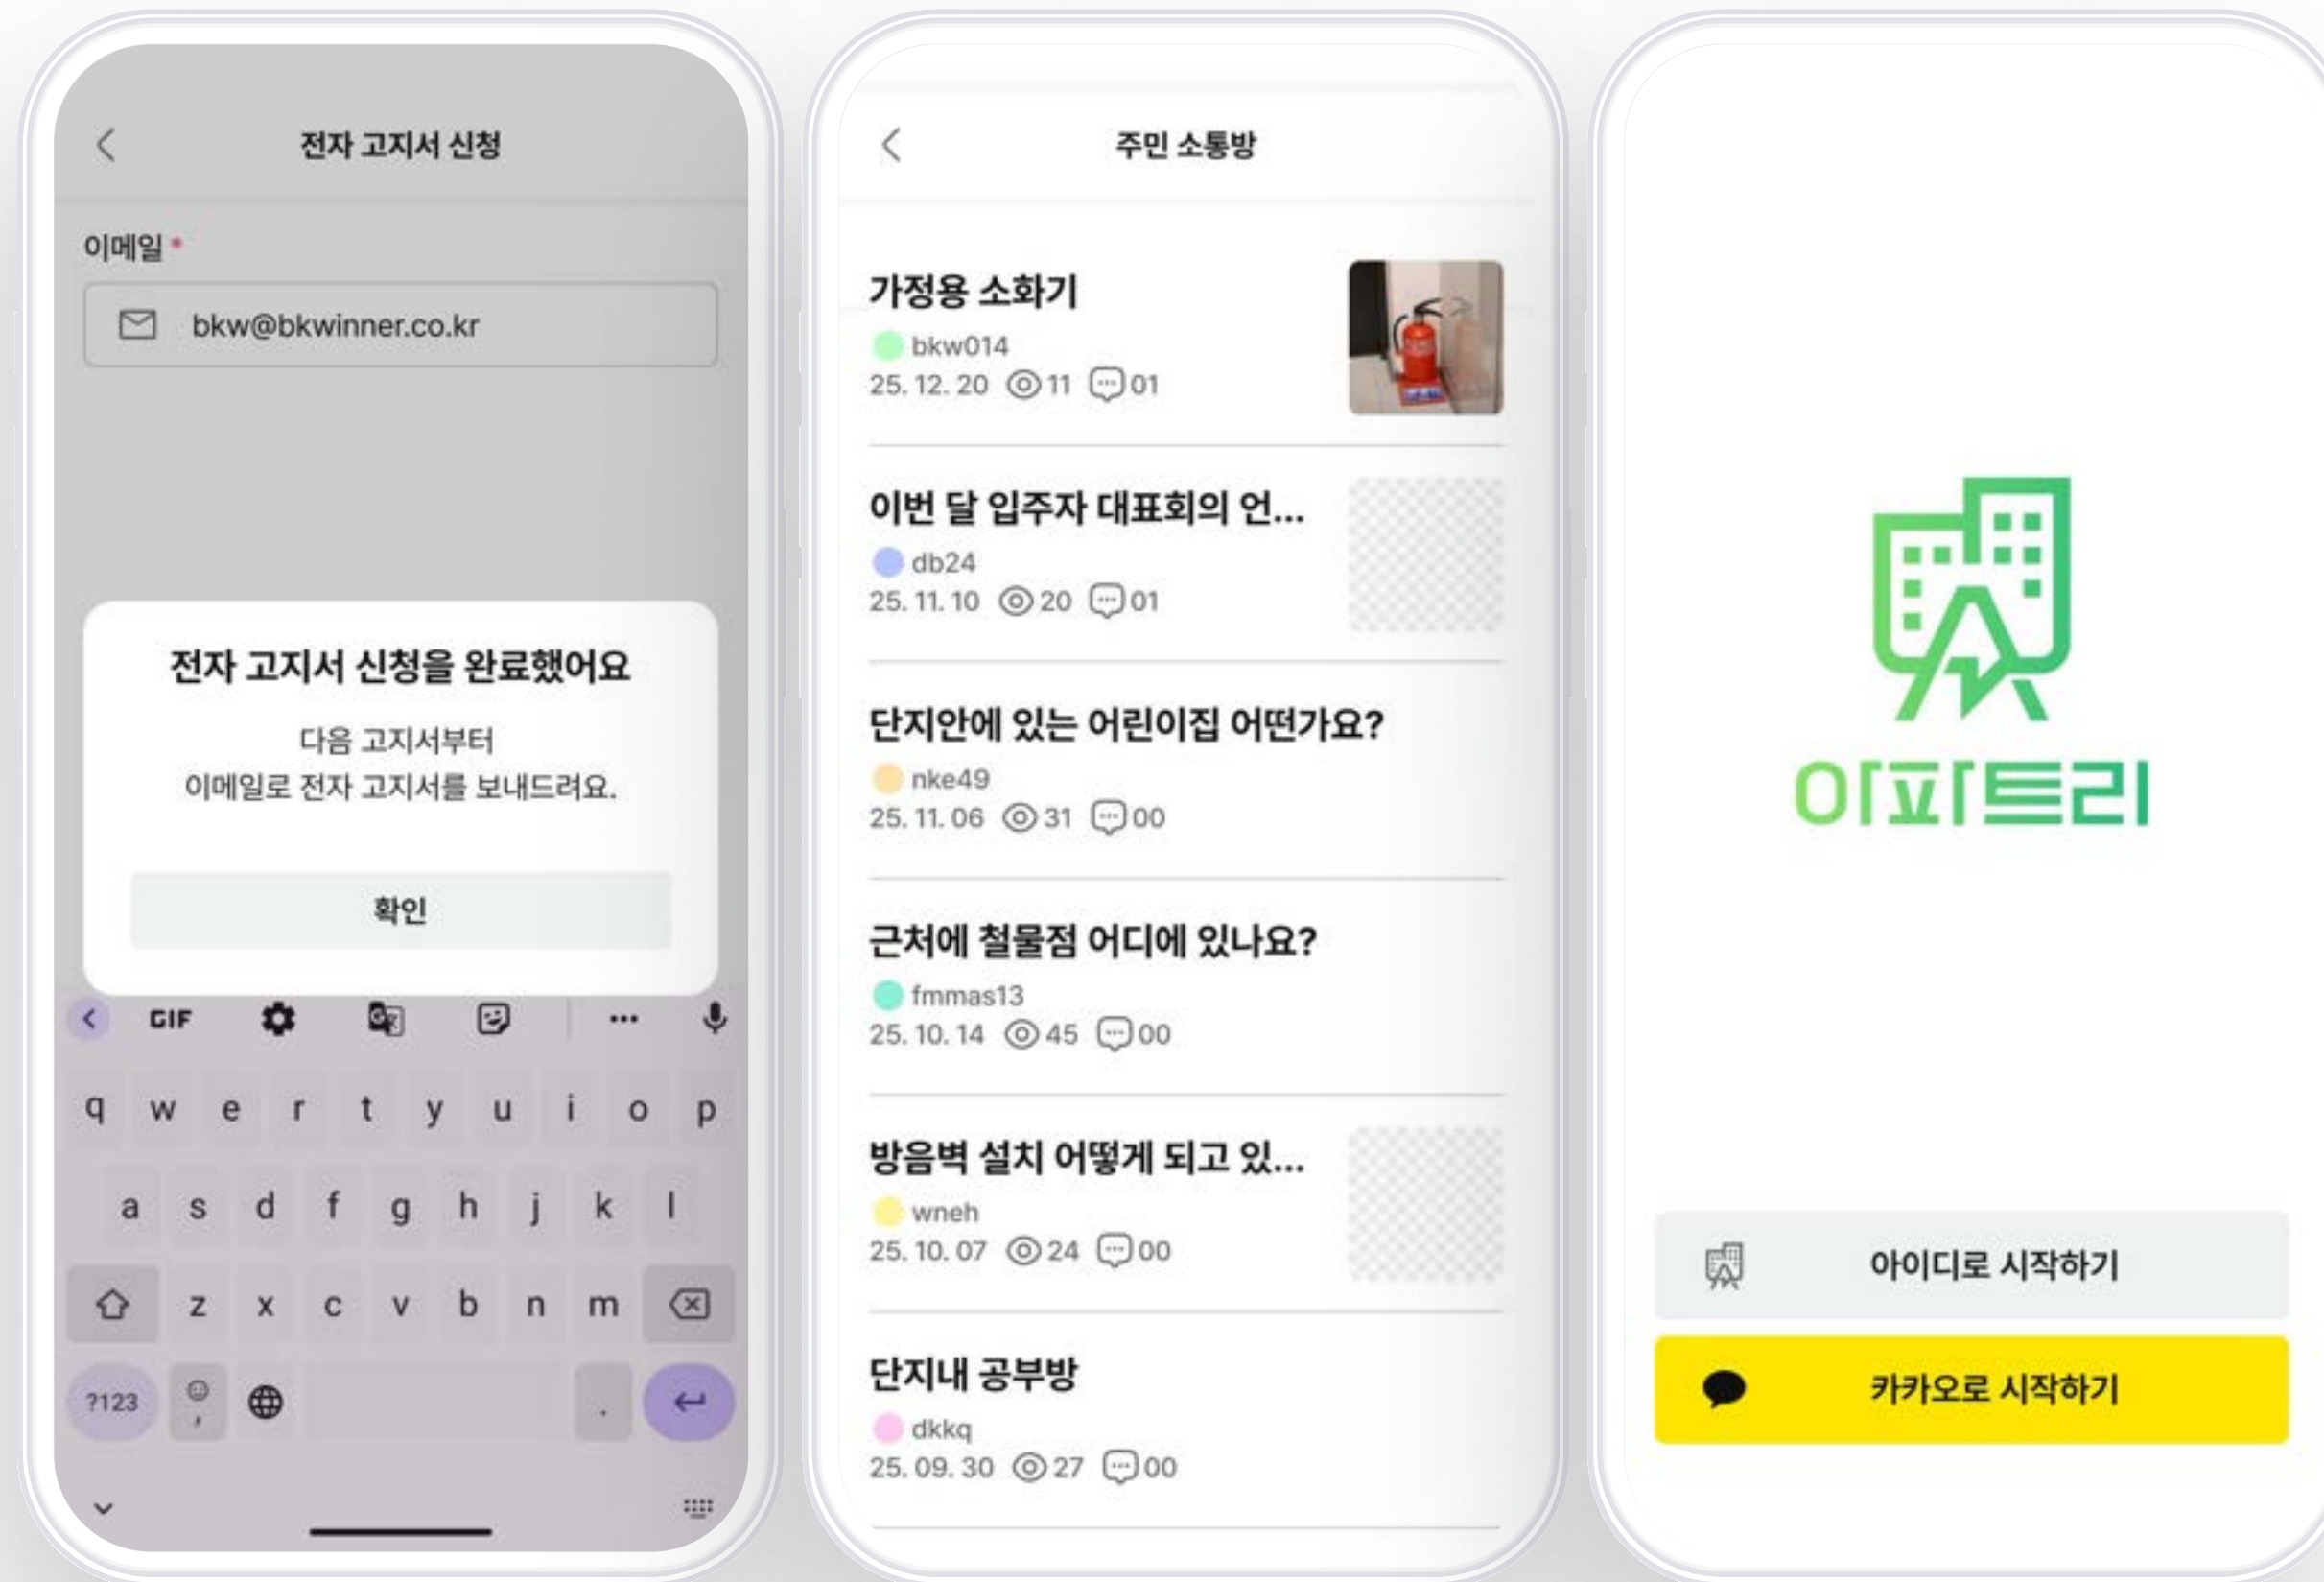 전자 고지서 신청
이메일 *
bkw@bkwinner.co.kr
전자 고지서 신청을 완료했어요
다음 고지서부터
이메일로 전자 고지서를 보내드려요.
확인
GIF
q w e r t y u i o p
a s d f g h j k l
z x c v b n m
?123 , .
주민 소통방
가정용 소화기
bkw014
25. 12. 20 11 01
이번 달 입주자 대표회의 언...
db24
25. 11. 10 20 01
단지안에 있는 어린이집 어떤가요?
nke49
25. 11. 06 31 00
근처에 철물점 어디에 있나요?
fmmas13
25. 10. 14 45 00
방음벽 설치 어떻게 되고 있...
wneh
25. 10. 07 24 00
단지내 공부방
dkkq
25. 09. 30 27 00
아파트리
아이디로 시작하기
카카오로 시작하기